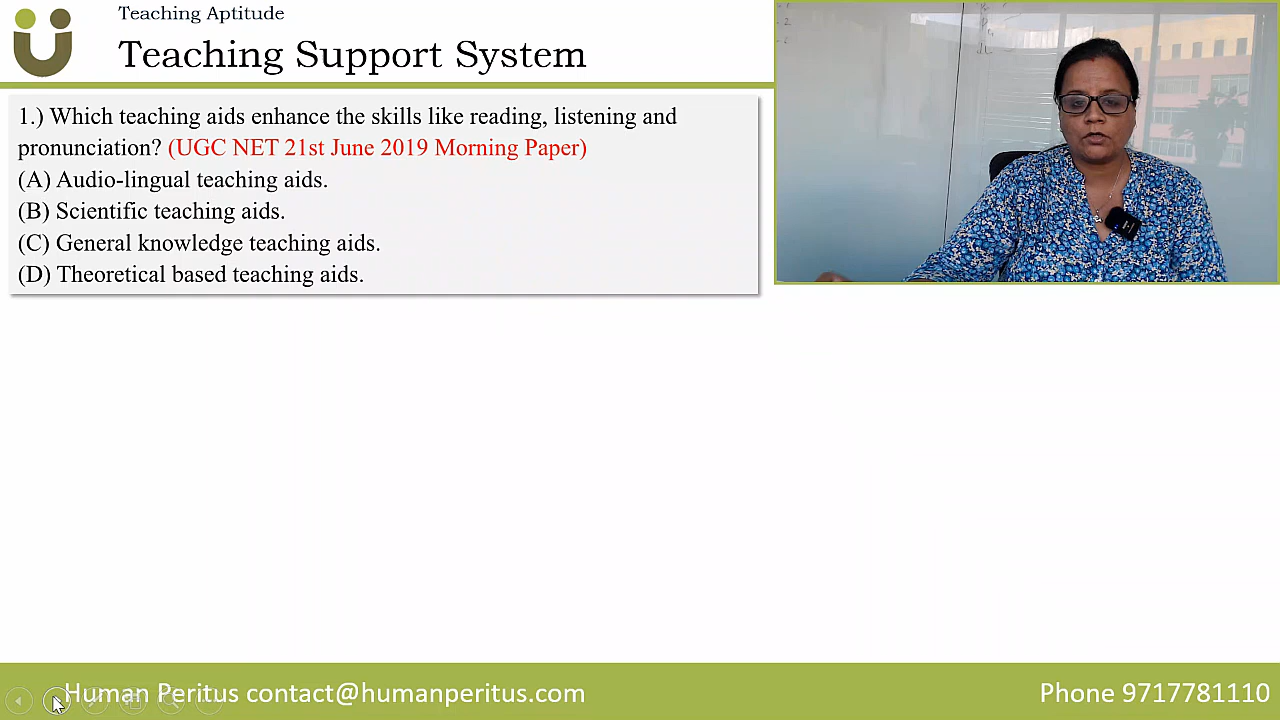 Teaching Aptitude
Teaching Support System
1.) Which teaching aids enhance the skills like reading, listening and
pronunciation? (UGC NET 21st June 2019 Morning Paper)
(A) Audio-lingual teaching aids.
(B) Scientific teaching aids.
(C) General knowledge teaching aids.
(D) Theoretical based teaching aids.
Human Peritus contact@humanperitus.com
Phone 9717781110